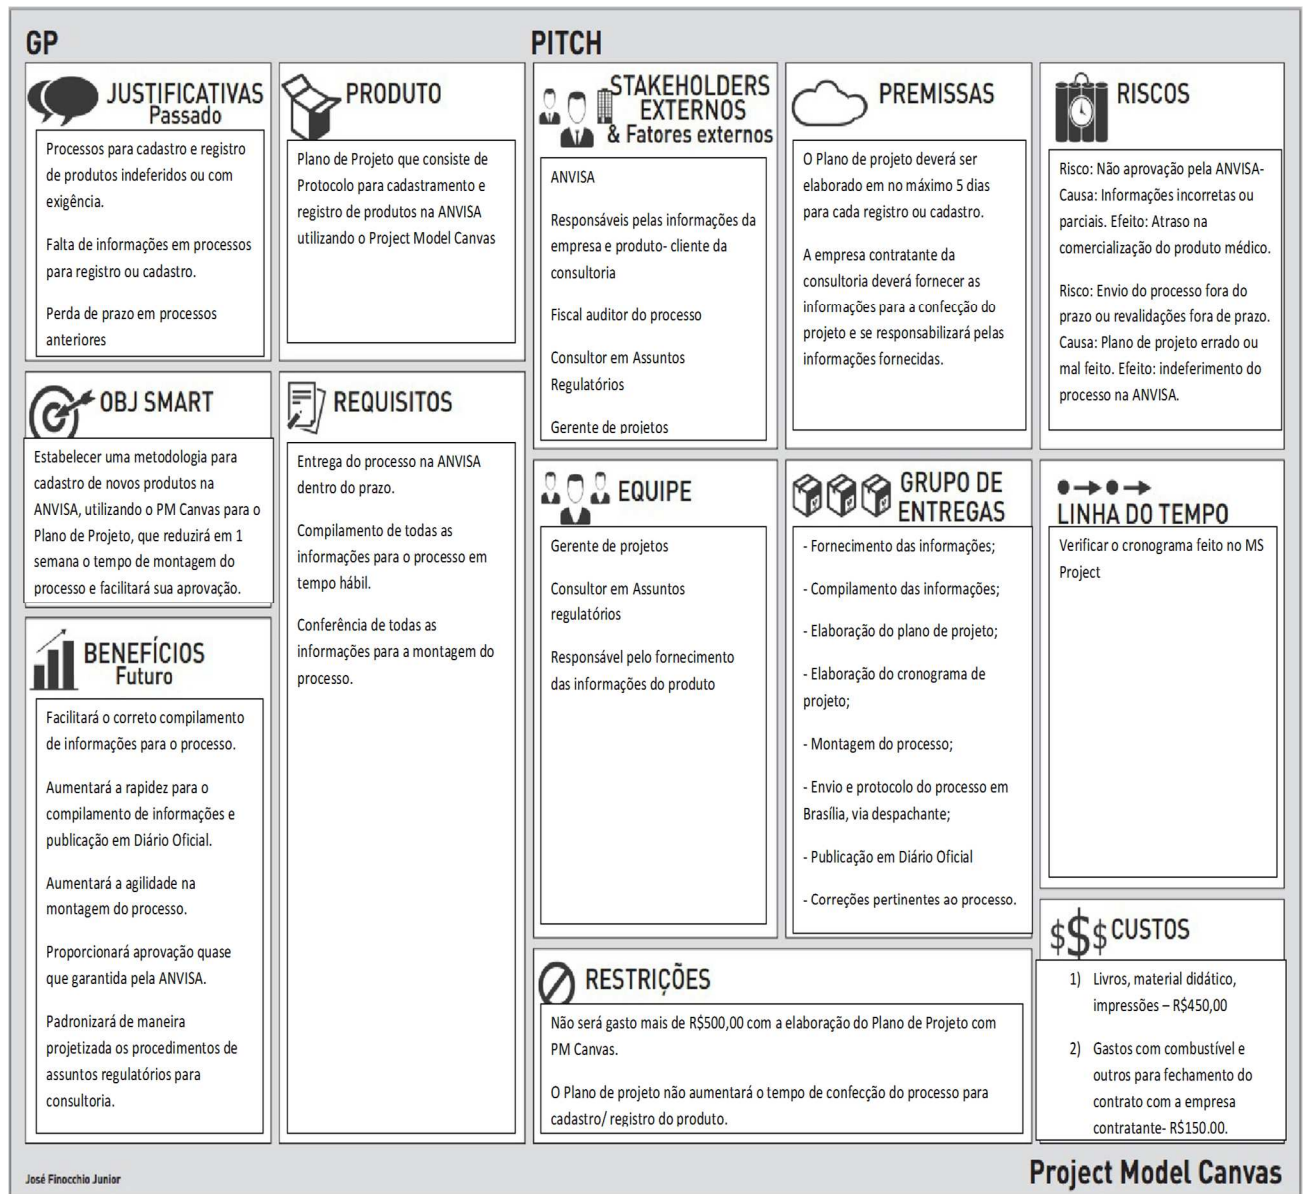 GP
PITCH
JUSTIFICATIVAS
Passado
Processos para cadastro e registro
de produtos indeferidos ou com
exigência.
Falta de informações em processos
para registro ou cadastro.
Perda de prazo em processos
anteriores
OBJ SMART
Estabelecer uma metodologia para
cadastro de novos produtos na
ANVISA, utilizando o PM Canvas para o
Plano de Projeto, que reduzirá em 1
semana o tempo de montagem do
processo e facilitará sua aprovação.
BENEFÍCIOS
Futuro
Facilitará o correto compilamento
de informações para o processo.
Aumentará a rapidez para o
compilamento de informações e
publicação em Diário Oficial.
Aumentará a agilidade na
montagem do processo.
Proporcionará aprovação quase
que garantida pela ANVISA.
Padronizará de maneira
projetizada os procedimentos de
assuntos regulatórios para
consultoria.
PRODUTO
Plano de Projeto que consiste de
Protocolo para cadastramento e
registro de produtos na ANVISA
utilizando o Project Model Canvas
REQUISITOS
Entrega do processo na ANVISA
dentro do prazo.
Compilamento de todas as
informações para o processo em
tempo hábil.
Conferência de todas as
informações para a montagem do
processo.
STAKEHOLDERS
EXTERNOS
& Fatores externos
ANVISA
Responsáveis pelas informações da
empresa e produto- cliente da
consultoria
Fiscal auditor do processo
Consultor em Assuntos
Regulatórios
Gerente de projetos
EQUIPE
Gerente de projetos
Consultor em Assuntos
regulatórios
Responsável pelo fornecimento
das informações do produto
PREMISSAS
O Plano de projeto deverá ser
elaborado em no máximo 5 dias
para cada registro ou cadastro.
A empresa contratante da
consultoria deverá fornecer as
informações para a confecção do
projeto e se responsabilizará pelas
informações fornecidas.
GRUPO DE
ENTREGAS
- Fornecimento das informações;
- Compilamento das informações;
- Elaboração do plano de projeto;
- Elaboração do cronograma de
projeto;
- Montagem do processo;
- Envio e protocolo do processo em
Brasília, via despachante;
- Publicação em Diário Oficial
- Correções pertinentes ao processo.
RESTRIÇÕES
Não será gasto mais de R$500,00 com a elaboração do Plano de Projeto com
PM Canvas.
O Plano de projeto não aumentará o tempo de confecção do processo para
cadastro/ registro do produto.
RISCOS
Risco: Não aprovação pela ANVISA-
Causa: Informações incorretas ou
parciais. Efeito: Atraso na
comercialização do produto médico.
Risco: Envio do processo fora do
prazo ou revalidações fora de prazo.
Causa: Plano de projeto errado ou
mal feito. Efeito: indeferimento do
processo na ANVISA.
LINHA DO TEMPO
Verificar o cronograma feito no MS
Project
$$$ CUSTOS
1) Livros, material didático,
impressões – R$450,00
2) Gastos com combustível e
outros para fechamento do
contrato com a empresa
contratante- R$150.00.
José Finocchio Junior
Project Model Canvas